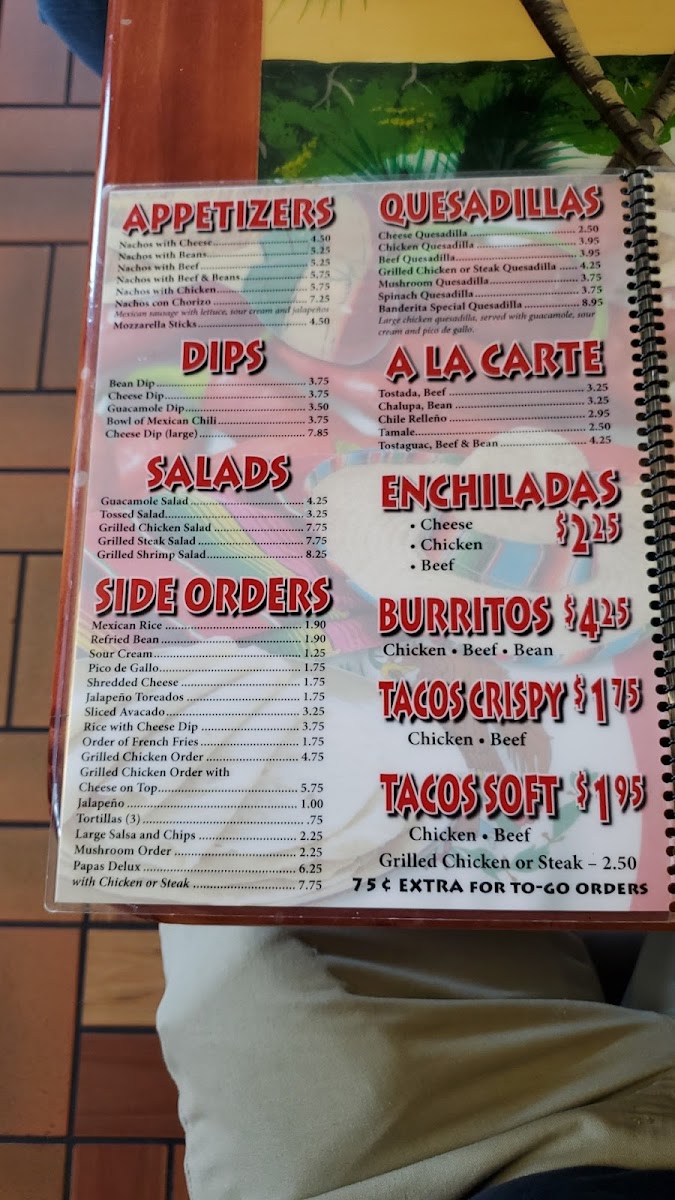 APPETIZERS
Nachos with Cheese 4.50
Nachos with Beans 5.25
Nachos with Beef 5.25
Nachos with Beef & Beans 5.75
Nachos with Chicken 5.75
Nachos con Chorizo 7.25
Mexican sausage with lettuce, sour cream and jalapeños
Mozzarella Sticks 4.50
DIPS
Bean Dip 3.75
Cheese Dip 3.75
Guacamole Dip 3.50
Bowl of Mexican Chili 3.75
Cheese Dip (large) 7.85
SALADS
Guacamole Salad 4.25
Tossed Salad 3.25
Grilled Chicken Salad 7.75
Grilled Steak Salad 7.75
Grilled Shrimp Salad 8.25
SIDE ORDERS
Mexican Rice 1.90
Refried Bean 1.90
Sour Cream 1.25
Pico de Gallo 1.75
Shredded Cheese 1.75
Jalapeño Toreados 1.75
Sliced Avacado 3.25
Rice with Cheese Dip 3.75
Order of French Fries 1.75
Grilled Chicken Order 4.75
Grilled Chicken Order with
Cheese on Top 5.75
Jalapeño 1.00
Tortillas (3) .75
Large Salsa and Chips 2.25
Mushroom Order 2.25
Papas Delux 6.25
with Chicken or Steak 7.75
QUESADILLAS
Cheese Quesadilla 2.50
Chicken Quesadilla 3.95
Beef Quesadilla 3.95
Grilled Chicken or Steak Quesadilla 4.25
Mushroom Quesadilla 3.75
Spinach Quesadilla 3.75
Banderita Special Quesadilla 8.95
Large chicken quesadilla, served with guacamole, sour
cream and pico de gallo.
A LA CARTE
Tostada, Beef 3.25
Chalupa, Bean 3.25
Chile Relleño 2.95
Tamale 2.50
Tostaguac, Beef & Bean 4.25
ENCHILADAS
• Cheese $2.25
• Chicken
• Beef
BURRITOS $4.25
Chicken • Beef • Bean
TACOS CRISPY $1.75
Chicken • Beef
TACOS SOFT $1.95
Chicken • Beef
Grilled Chicken or Steak – 2.50
75¢ EXTRA FOR TO-GO ORDERS